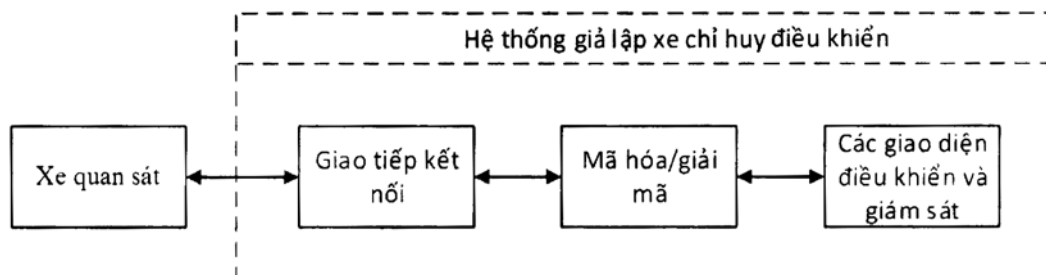 Hệ thống giả lập xe chỉ huy điều khiển
Xe quan sát
Giao tiếp kết
nối
Mã hóa/giải
mã
Các giao diện
điều khiển và
giám sát